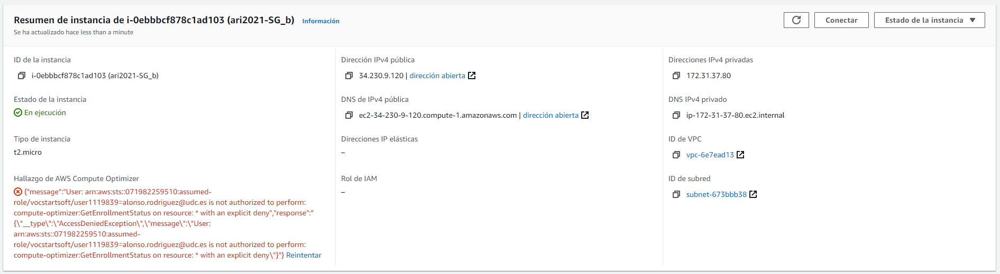 Resumen de instancia de i-0ebbbcf878c1ad103 (ari2021-SG_b) Información
Se ha actualizado hace less than a minute
Conectar
Estado de la instancia
ID de la instancia
i-0ebbbcf878c1ad103 (ari2021-SG_b)
Estado de la instancia
En ejecución
Tipo de instancia
t2.micro
Hallazgo de AWS Compute Optimizer
{"message":"User: arn:aws:sts::071982259510:assumed-
role/vocstartsoft/user1119839=alonso.rodriguez@udc.es is not authorized to perform:
compute-optimizer:GetEnrollmentStatus on resource: * with an explicit deny","response":"
{\"__type\":\"AccessDeniedException\",\"message\":\"User:
arn:aws:sts::071982259510:assumed-
role/vocstartsoft/user1119839=alonso.rodriguez@udc.es is not authorized to perform:
compute-optimizer:GetEnrollmentStatus on resource: * with an explicit deny\"}"} Reintentar
Dirección IPv4 pública
34.230.9.120 | dirección abierta
DNS de IPv4 pública
ec2-34-230-9-120.compute-1.amazonaws.com | dirección abierta
Direcciones IP elásticas
–
Rol de IAM
–
Direcciones IPv4 privadas
172.31.37.80
DNS IPv4 privado
ip-172-31-37-80.ec2.internal
ID de VPC
vpc-6e7ead13
ID de subred
subnet-673bbb38